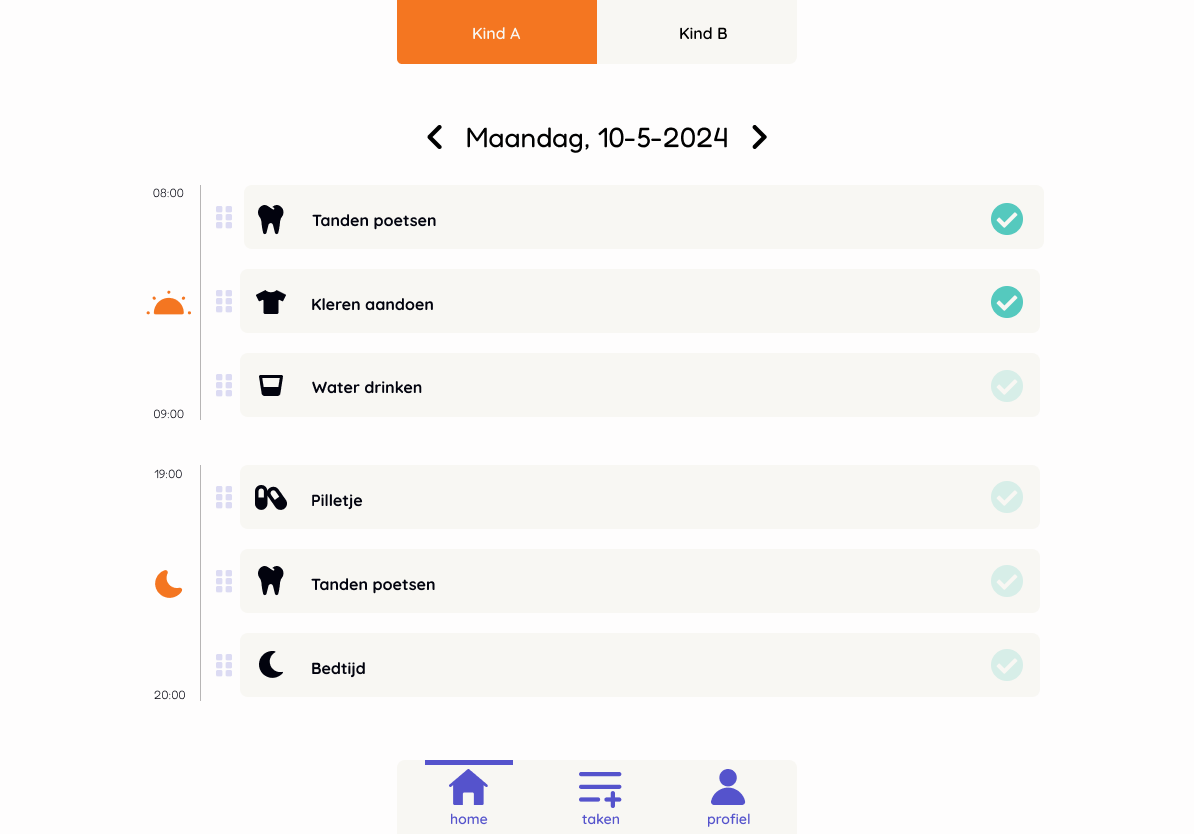 Kind A
Kind B
Maandag, 10-5-2024
08:00
Tanden poetsen
Kleren aandoen
Water drinken
09:00
19:00
Pilletje
Tanden poetsen
Bedtijd
20:00
home
taken
profiel